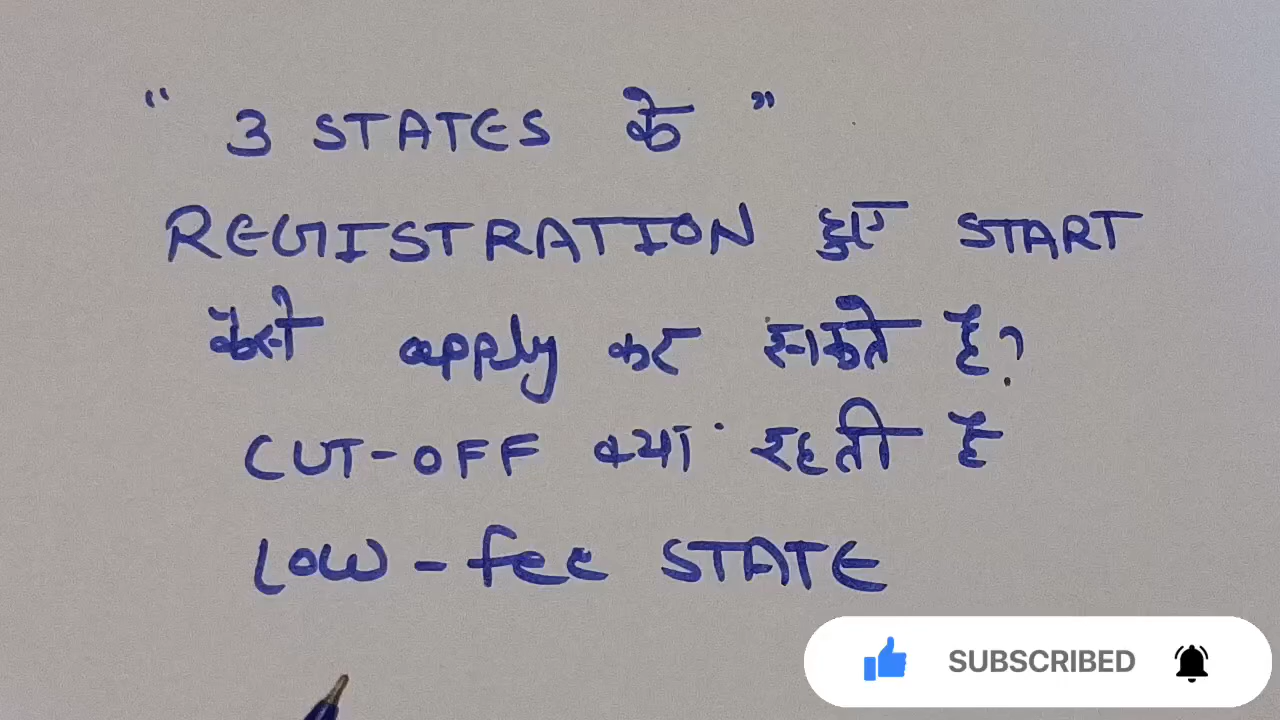 " 3 STATES के "
REGISTRATION हुए START
कैसे apply कर सकते है?
CUT-OFF क्या रहती है
LOW - fee STATE
SUBSCRIBED